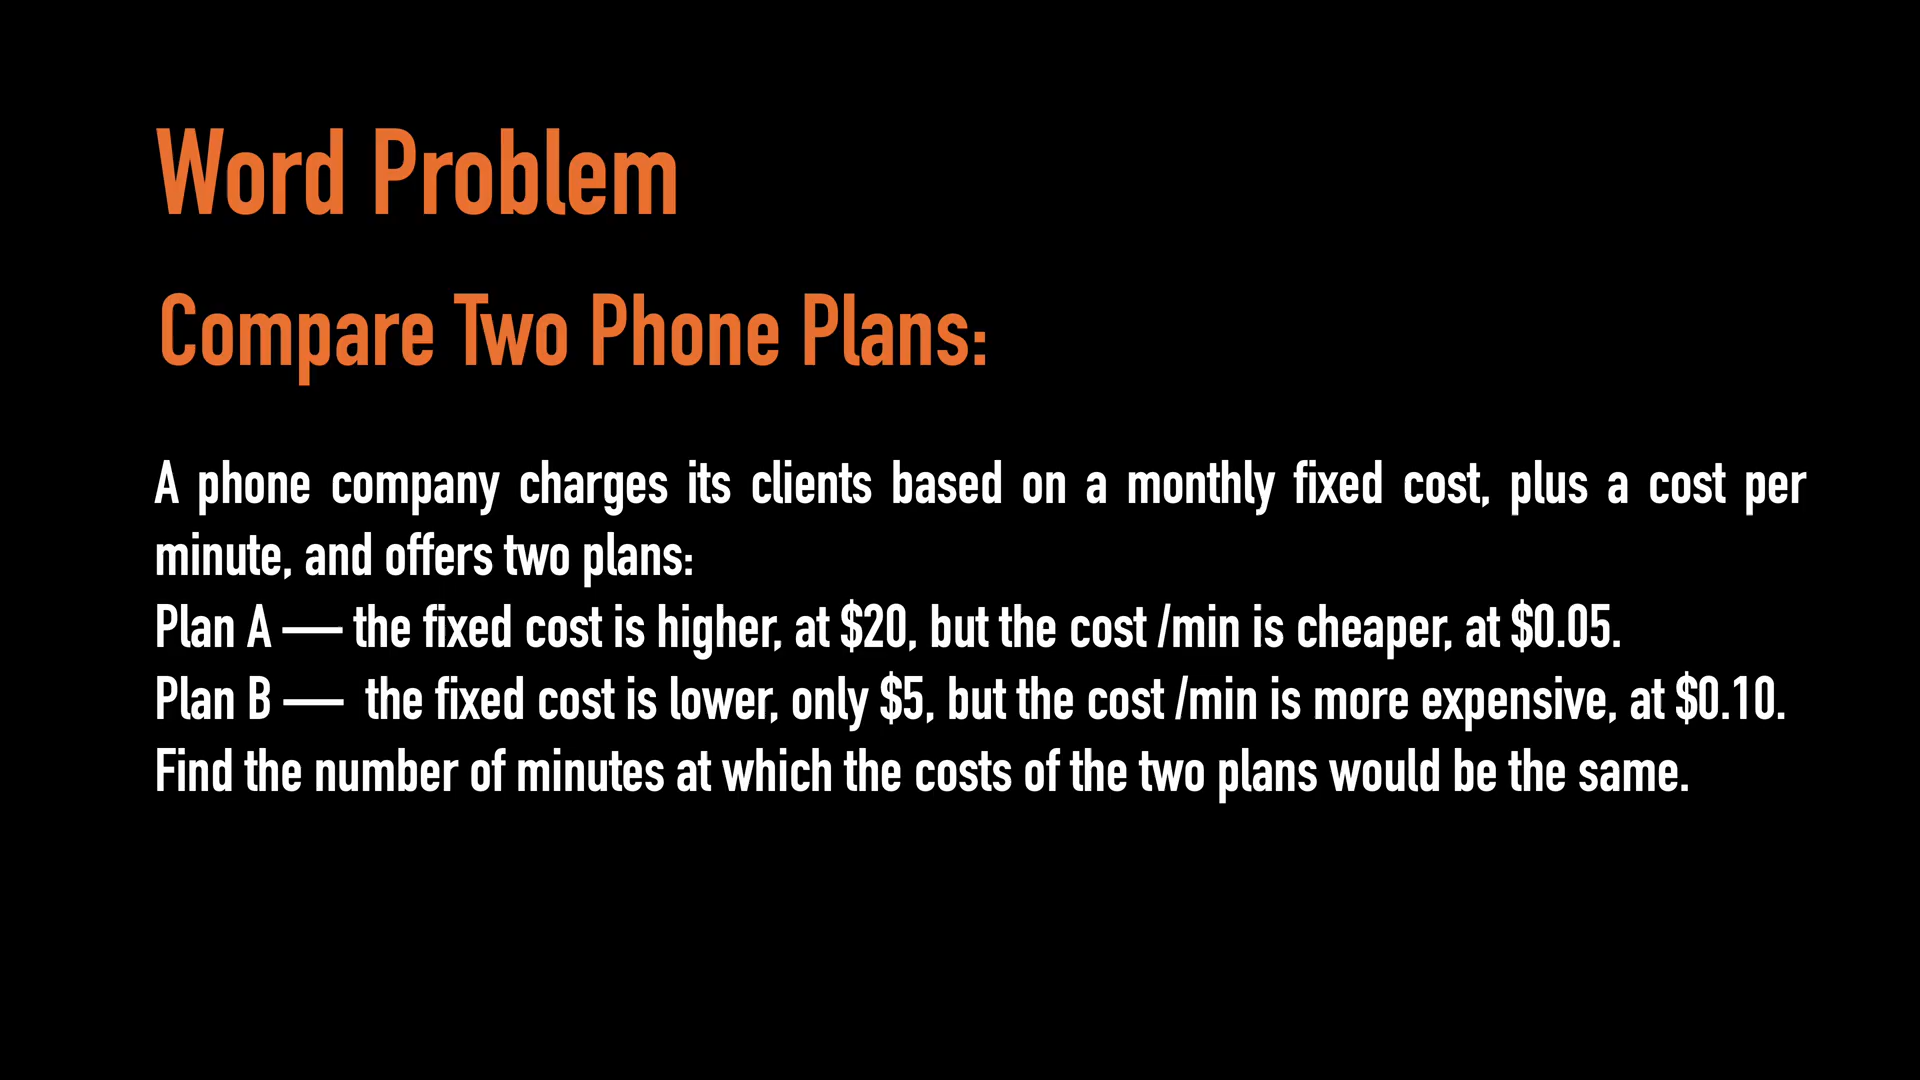 Word Problem
Compare Two Phone Plans:
A phone company charges its clients based on a monthly fixed cost, plus a cost per
minute, and offers two plans:
Plan A — the fixed cost is higher, at $20, but the cost /min is cheaper, at $0.05.
Plan B — the fixed cost is lower, only $5, but the cost /min is more expensive, at $0.10.
Find the number of minutes at which the costs of the two plans would be the same.